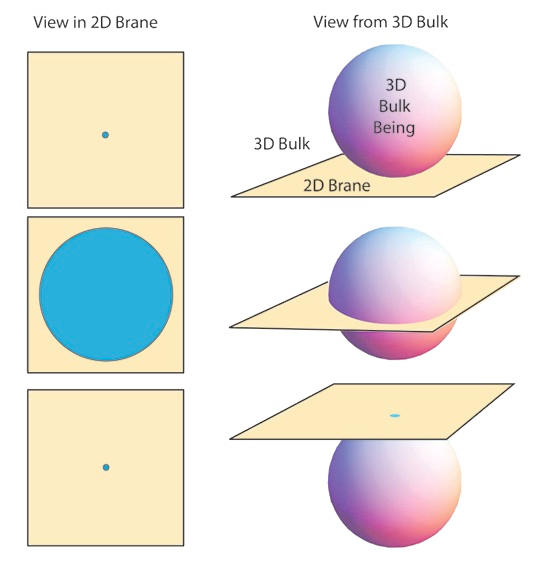 View in 2D Brane
View from 3D Bulk
3D
Bulk
Being
3D Bulk
2D Brane